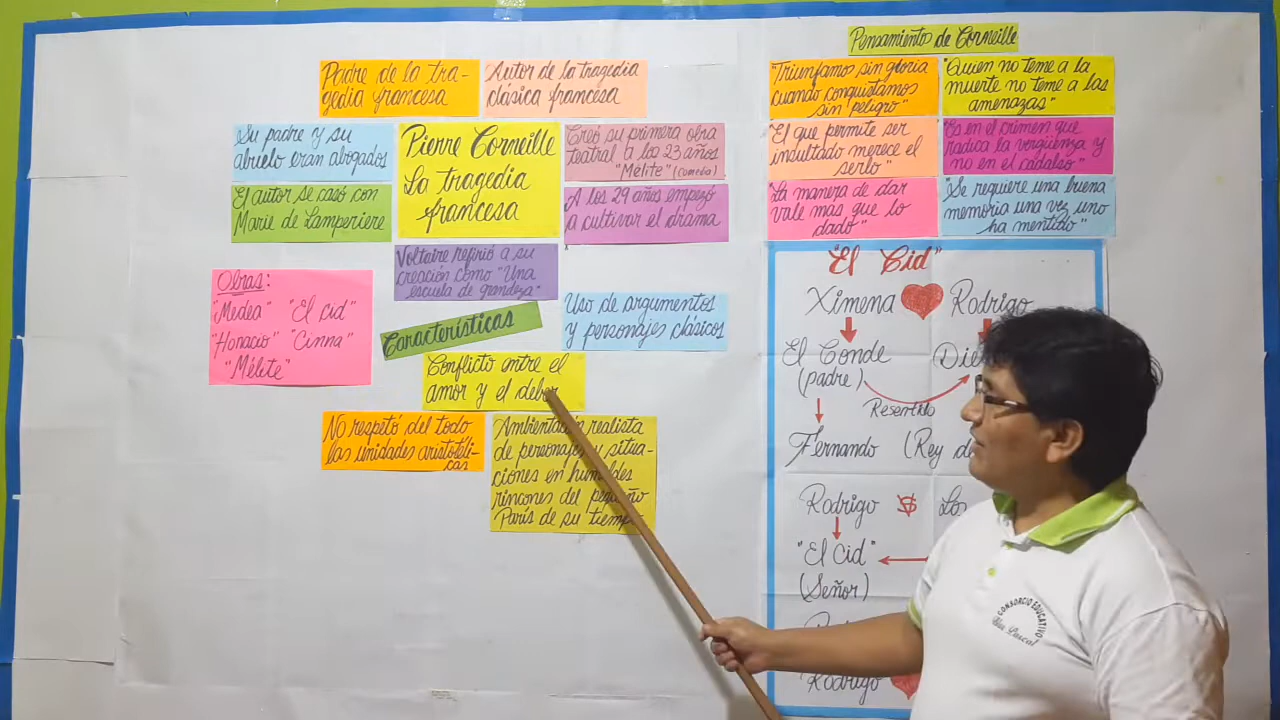 Padre de la tra-
gedia francesa
Autor de la tragedia
clásica francesa
Su padre y su
abuelo eran abogados
Pierre Corneille
La tragedia
francesa
Creó su primera obra
teatral a los 23 años
"Mélite" (comedia)
El autor se casó con
Marie de Lamperiere
A los 29 años empezó
a cultivar el drama
Voltaire refirió a su
creación como "Una
escuela de grandeza"
Obras:
"Medea" "El cid"
"Horacio" "Cinna"
"Mélite"
Características
Uso de argumentos
y personajes clásicos
Conflicto entre el
amor y el deber
No respetó del todo
las unidades aristotéli-
cas
Ambientación realista
de personajes y situa-
ciones en humildes
rincones del pequeño
París de su tiempo
Pensamiento de Corneille
"Triunfamos sin gloria
cuando conquistamos
sin peligro"
"Quien no teme a la
muerte no teme a las
amenazas"
"El que permite ser
insultado merece el
serlo"
"Es en el crimen que
radica la vergüenza y
no en el cadalso"
"La manera de dar
vale mas que lo
dado"
"Se requiere una buena
memoria una vez uno
ha mentido"
"El Cid"
Ximena Rodrigo
El Conde
(padre)
Resentido
Fernando (Rey
Rodrigo VS
"El Cid"
(Señor)
Rodrigo
CONSORCIO EDUCATIVO
Blas Pascal